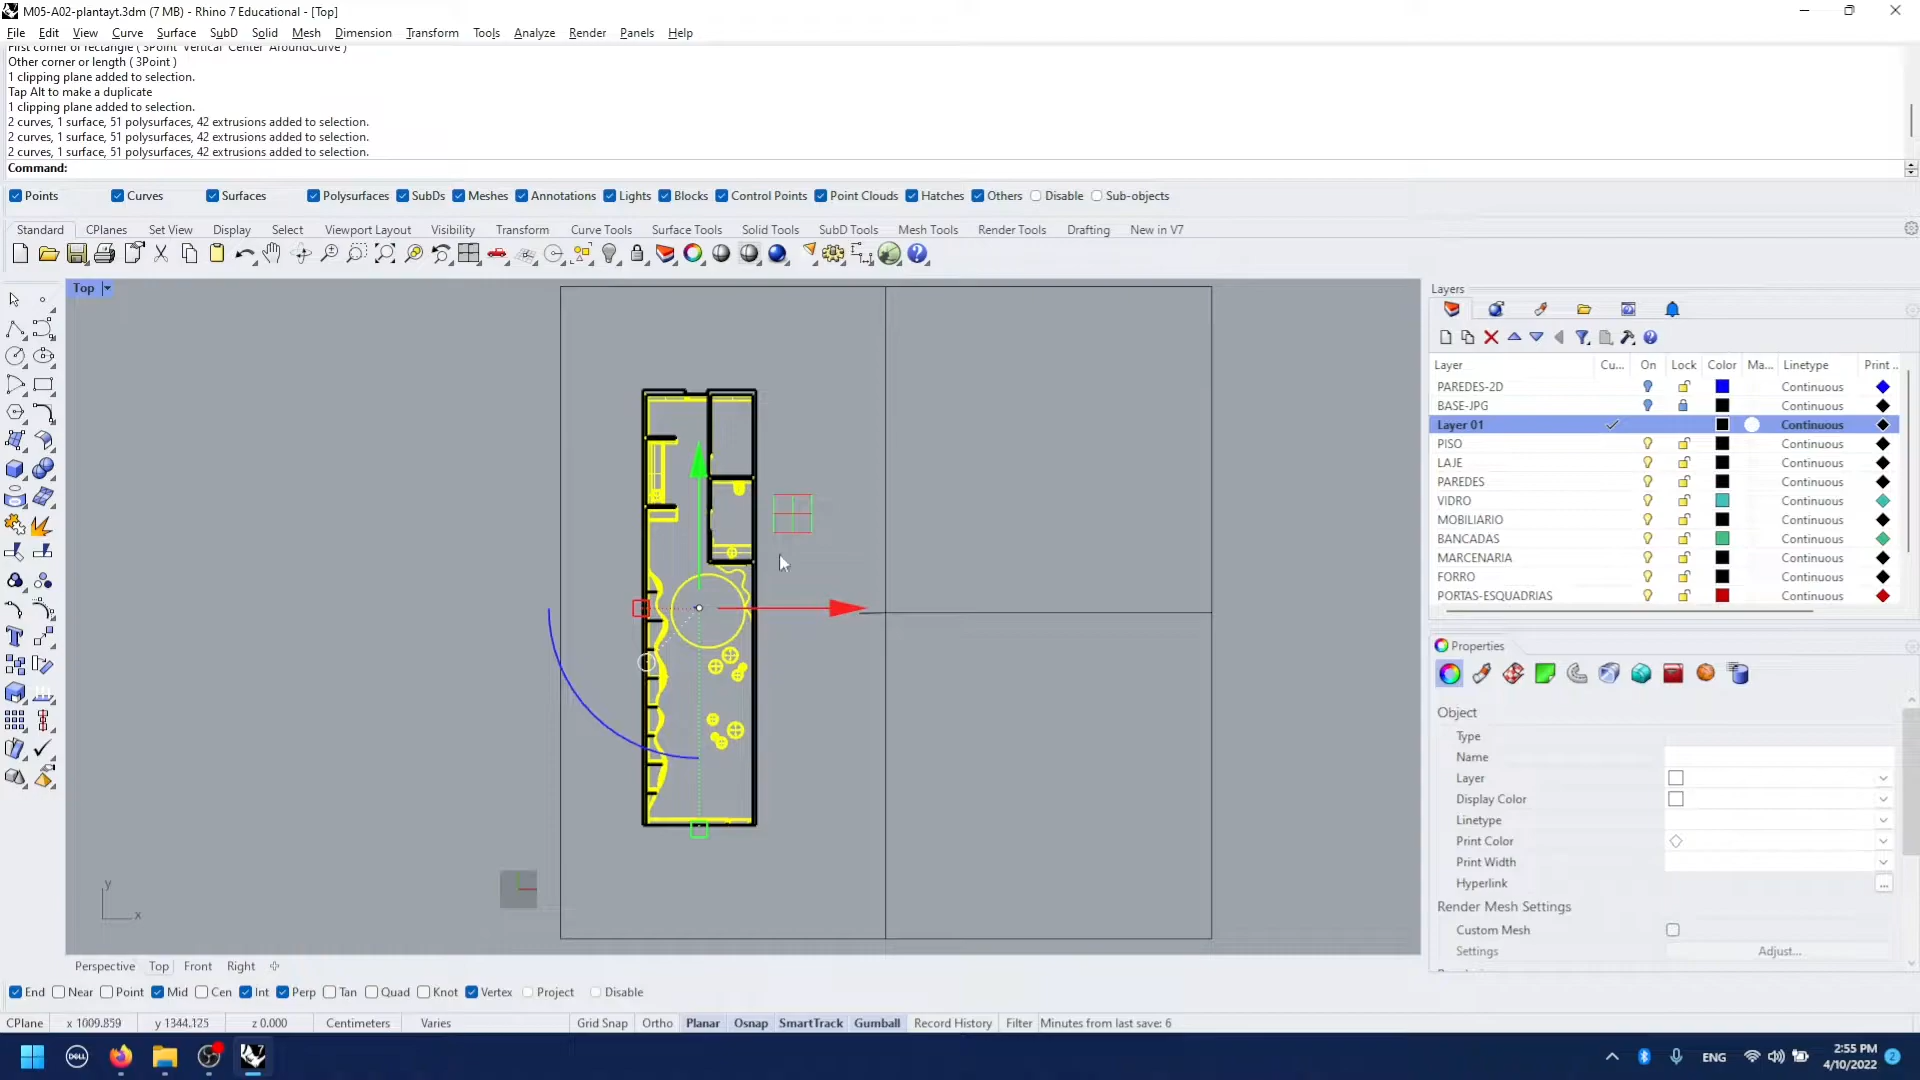 M05-A02-plantayt.3dm (7 MB) - Rhino 7 Educational - [Top]
File Edit View Curve Surface SubD Solid Mesh Dimension Transform Tools Analyze Render Panels Help
First corner of rectangle ( 3Point Vertical Center AroundCurve )
Other corner or length ( 3Point )
1 clipping plane added to selection.
Tap Alt to make a duplicate
1 clipping plane added to selection.
2 curves, 1 surface, 51 polysurfaces, 42 extrusions added to selection.
2 curves, 1 surface, 51 polysurfaces, 42 extrusions added to selection.
2 curves, 1 surface, 51 polysurfaces, 42 extrusions added to selection.
Command:
Points Curves Surfaces Polysurfaces SubDs Meshes Annotations Lights Blocks Control Points Point Clouds Hatches Others Disable Sub-objects
Standard CPlanes Set View Display Select Viewport Layout Visibility Transform Curve Tools Surface Tools Solid Tools SubD Tools Mesh Tools Render Tools Drafting New in V7
Top
Layers
Layer Cu... On Lock Color Ma... Linetype Print ..
PAREDES-2D Continuous
BASE-JPG Continuous
Layer 01 Continuous
PISO Continuous
LAJE Continuous
PAREDES Continuous
VIDRO Continuous
MOBILIARIO Continuous
BANCADAS Continuous
MARCENARIA Continuous
FORRO Continuous
PORTAS-ESQUADRIAS Continuous
Properties
Object
Type
Name
Layer
Display Color
Linetype
Print Color
Print Width
Hyperlink ...
Render Mesh Settings
Custom Mesh
Settings Adjust...
y
x
Perspective Top Front Right
End Near Point Mid Cen Int Perp Tan Quad Knot Vertex Project Disable
CPlane x 1009.859 y 1344.125 z 0.000 Centimeters Varies Grid Snap Ortho Planar Osnap SmartTrack Gumball Record History Filter Minutes from last save: 6
DELL
ENG
2:55 PM
4/10/2022
2